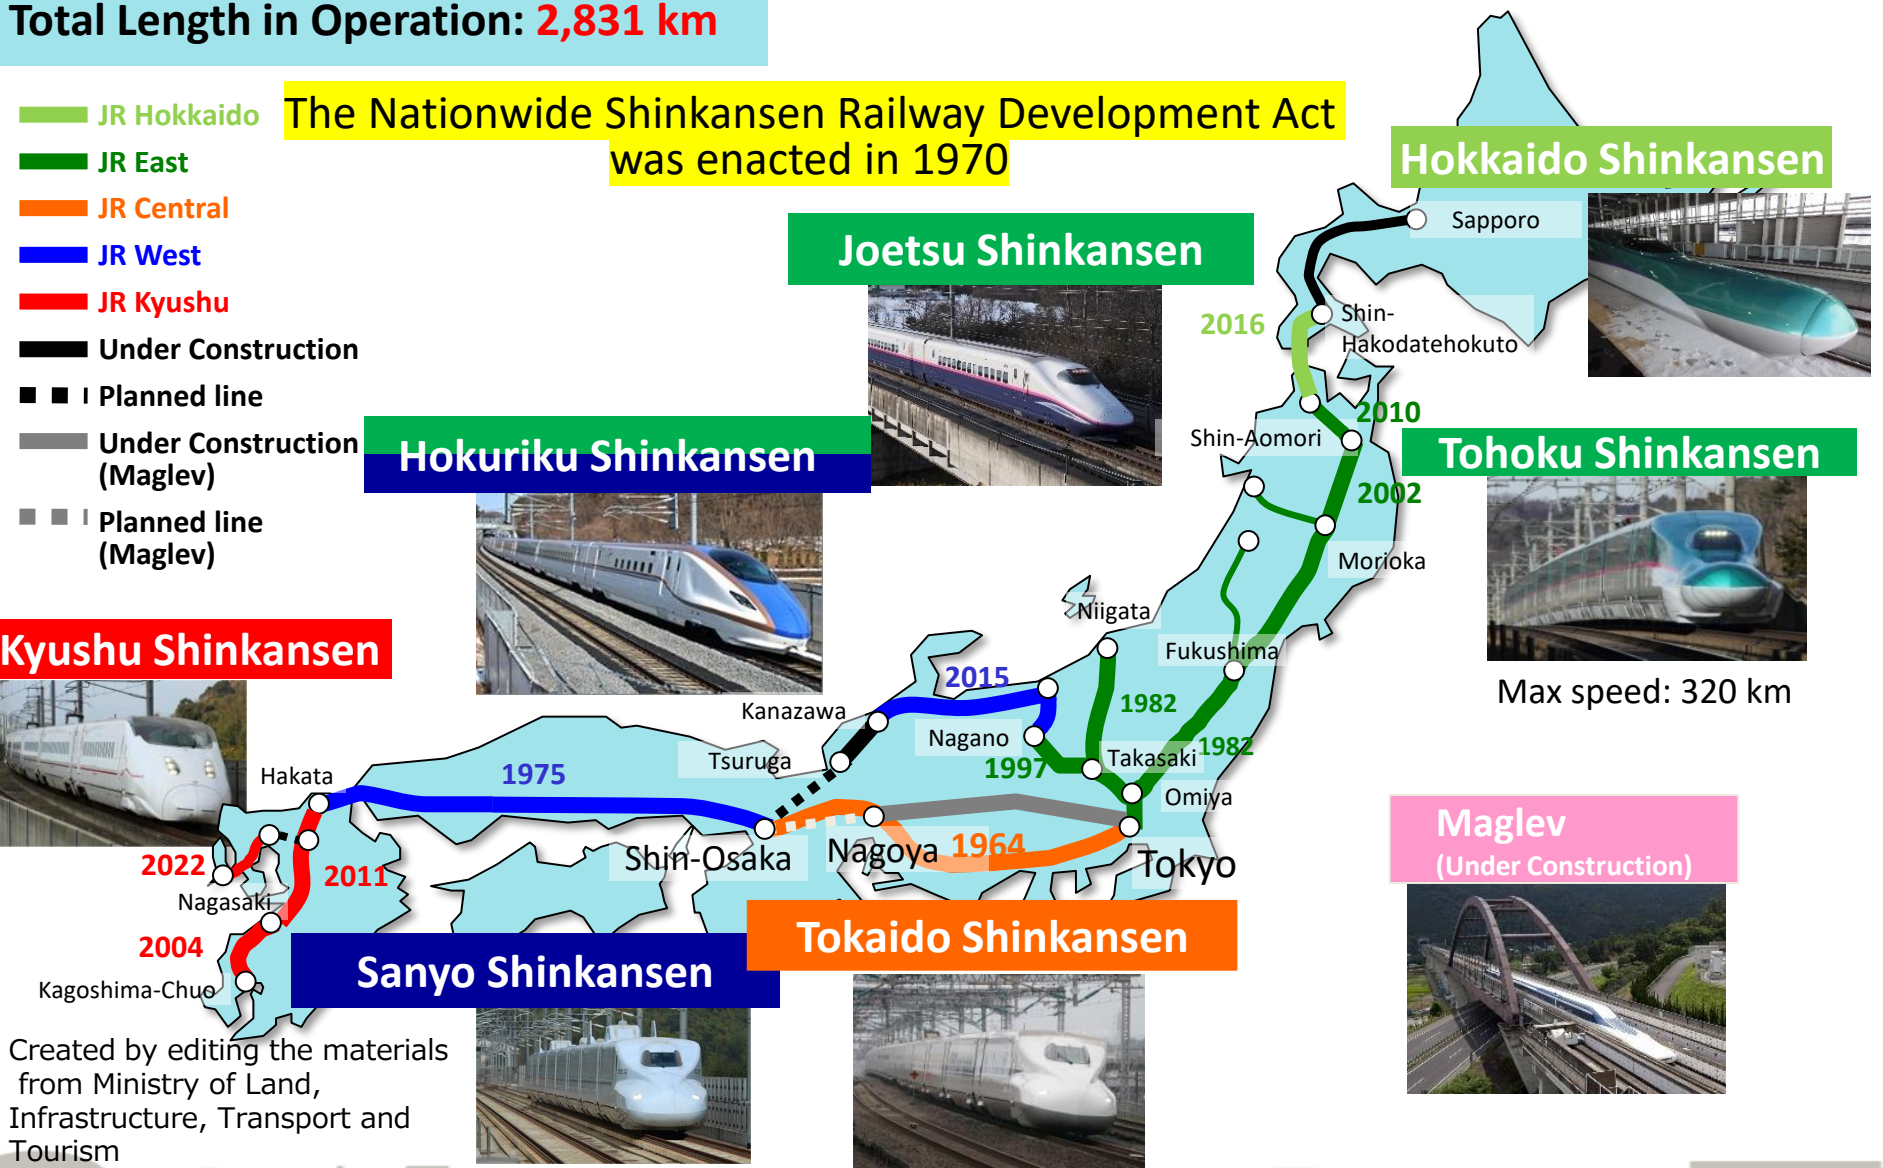 Total Length in Operation: 2,831 km
The Nationwide Shinkansen Railway Development Act
was enacted in 1970
JR Hokkaido
JR East
JR Central
JR West
JR Kyushu
Under Construction
Planned line
Under Construction
(Maglev)
Planned line
(Maglev)
Hokkaido Shinkansen
Sapporo
Joetsu Shinkansen
2016
Shin-
Hakodatehokuto
2010
Shin-Aomori
Hokuriku Shinkansen
Tohoku Shinkansen
2002
Morioka
Niigata
Kyushu Shinkansen
Fukushima
2015
Max speed: 320 km
Kanazawa
1982
Nagano
1982
Tsuruga
1997
Takasaki
Hakata
1975
Omiya
Maglev
(Under Construction)
Shin-Osaka
Nagoya
1964
Tokyo
2022
2011
Nagasaki
2004
Kagoshima-Chuo
Sanyo Shinkansen
Tokaido Shinkansen
Created by editing the materials
from Ministry of Land,
Infrastructure, Transport and
Tourism